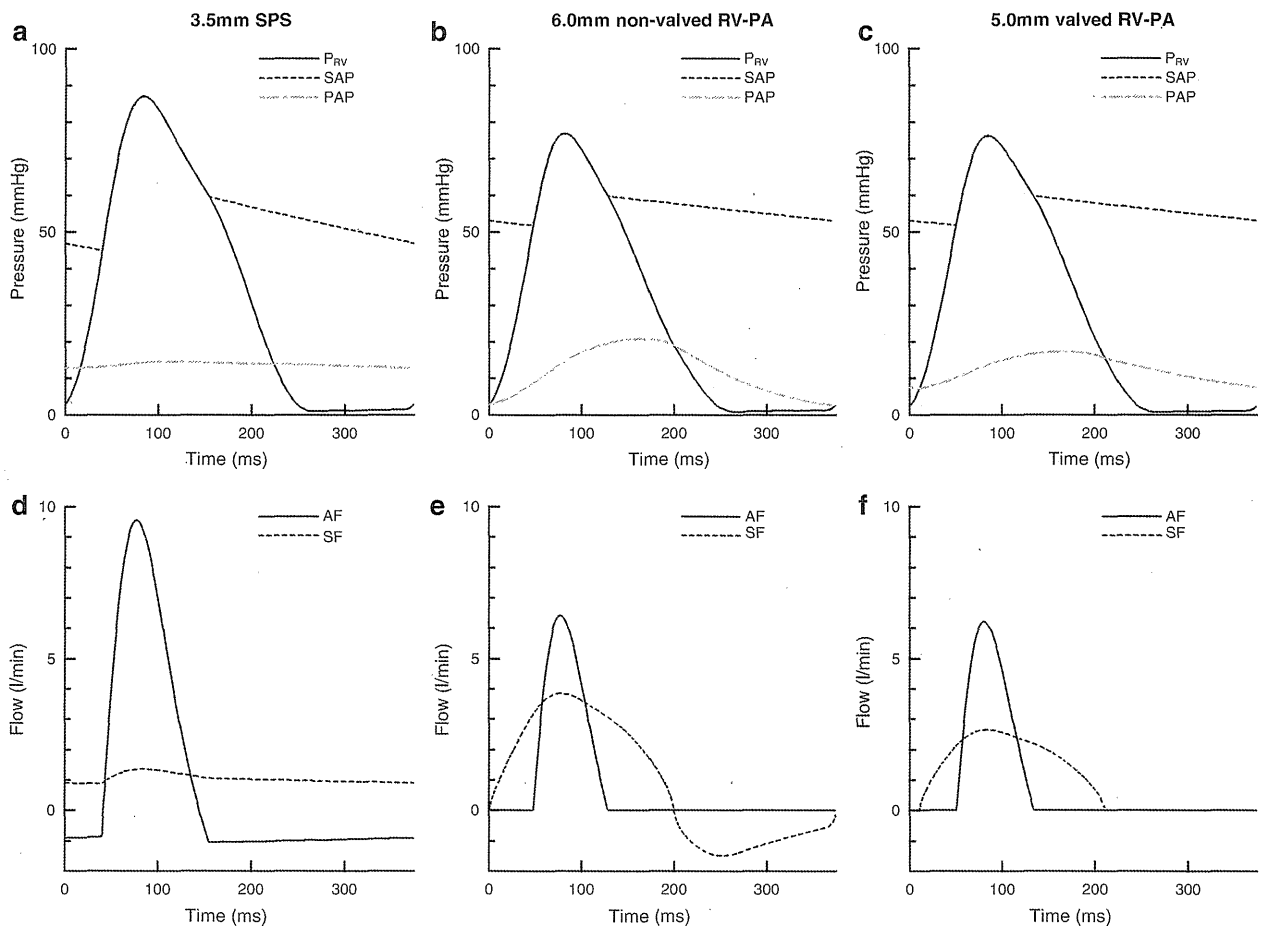 3.5mm SPS
6.0mm non-valved RV-PA
5.0mm valved RV-PA
a
b
c
100
50
0
Pressure (mmHg)
PRV
SAP
PAP
0 100 200 300
Time (ms)
100
50
0
Pressure (mmHg)
PRV
SAP
PAP
0 100 200 300
Time (ms)
100
50
0
Pressure (mmHg)
PRV
SAP
PAP
0 100 200 300
Time (ms)
d
e
f
10
5
0
Flow (l/min)
AF
SF
0 100 200 300
Time (ms)
10
5
0
Flow (l/min)
AF
SF
0 100 200 300
Time (ms)
10
5
0
Flow (l/min)
AF
SF
0 100 200 300
Time (ms)